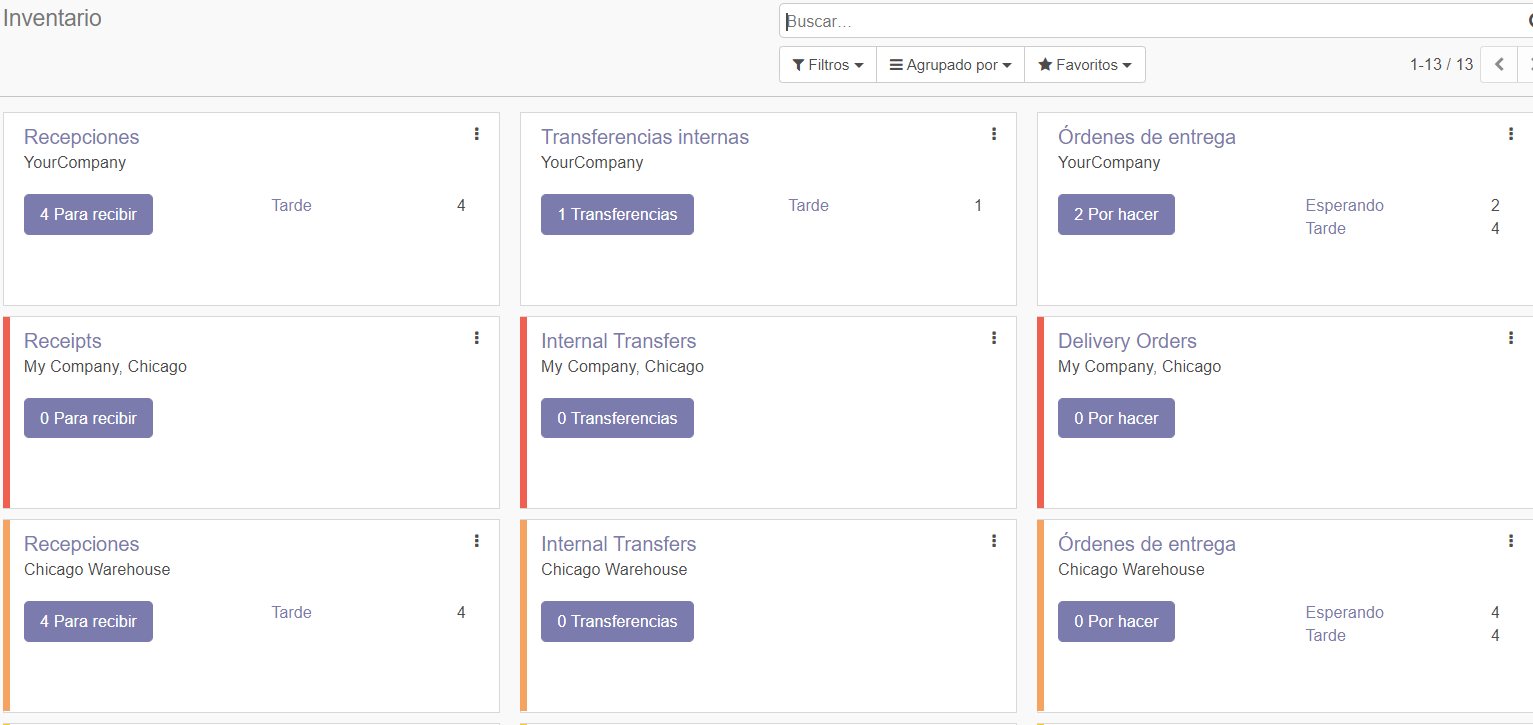 Inventario
Buscar...
Filtros
Agrupado por
Favoritos
1-13 / 13
Recepciones
YourCompany
4 Para recibir
Tarde 4
Transferencias internas
YourCompany
1 Transferencias
Tarde 1
Órdenes de entrega
YourCompany
2 Por hacer
Esperando 2
Tarde 4
Receipts
My Company, Chicago
0 Para recibir
Internal Transfers
My Company, Chicago
0 Transferencias
Delivery Orders
My Company, Chicago
0 Por hacer
Recepciones
Chicago Warehouse
4 Para recibir
Tarde 4
Internal Transfers
Chicago Warehouse
0 Transferencias
Órdenes de entrega
Chicago Warehouse
0 Por hacer
Esperando 4
Tarde 4